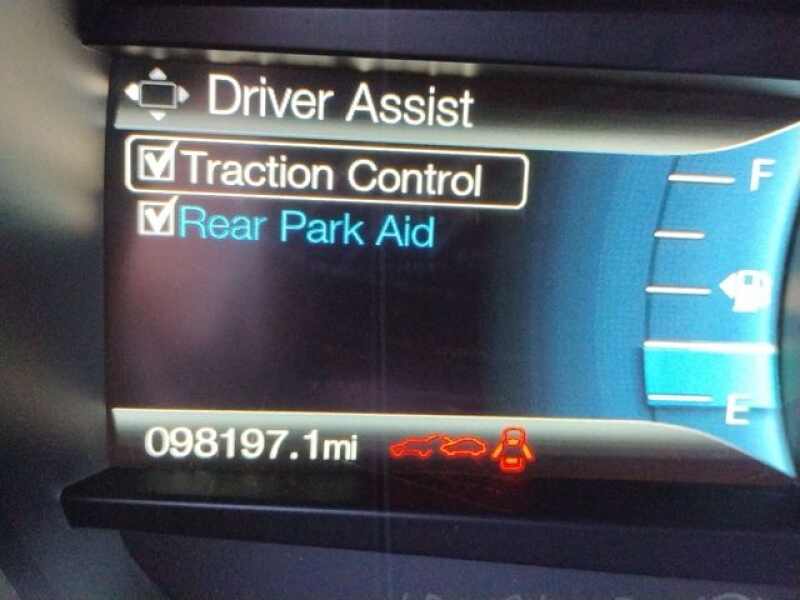 Driver Assist
Traction Control
Rear Park Aid
F
E
098197.1mi